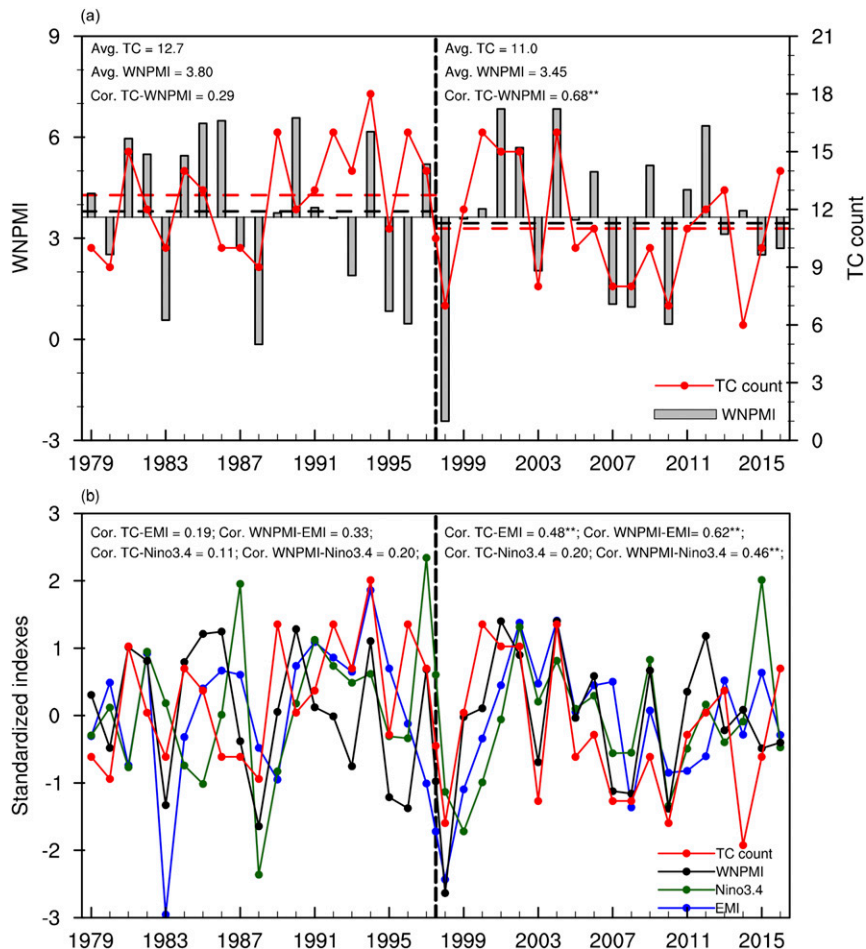 (a)
9
6
3
0
-3
WNPMI
Avg. TC = 12.7
Avg. WNPMI = 3.80
Cor. TC-WNPMI = 0.29
Avg. TC = 11.0
Avg. WNPMI = 3.45
Cor. TC-WNPMI = 0.68**
21
18
15
12
9
6
3
0
TC count
TC count
WNPMI
1979 1983 1987 1991 1995 1999 2003 2007 2011 2015
(b)
3
2
1
0
-1
-2
-3
Standardized indexes
Cor. TC-EMI = 0.19; Cor. WNPMI-EMI = 0.33;
Cor. TC-Nino3.4 = 0.11; Cor. WNPMI-Nino3.4 = 0.20;
Cor. TC-EMI = 0.48**; Cor. WNPMI-EMI= 0.62**;
Cor. TC-Nino3.4 = 0.20; Cor. WNPMI-Nino3.4 = 0.46**;
TC count
WNPMI
Nino3.4
EMI
1979 1983 1987 1991 1995 1999 2003 2007 2011 2015